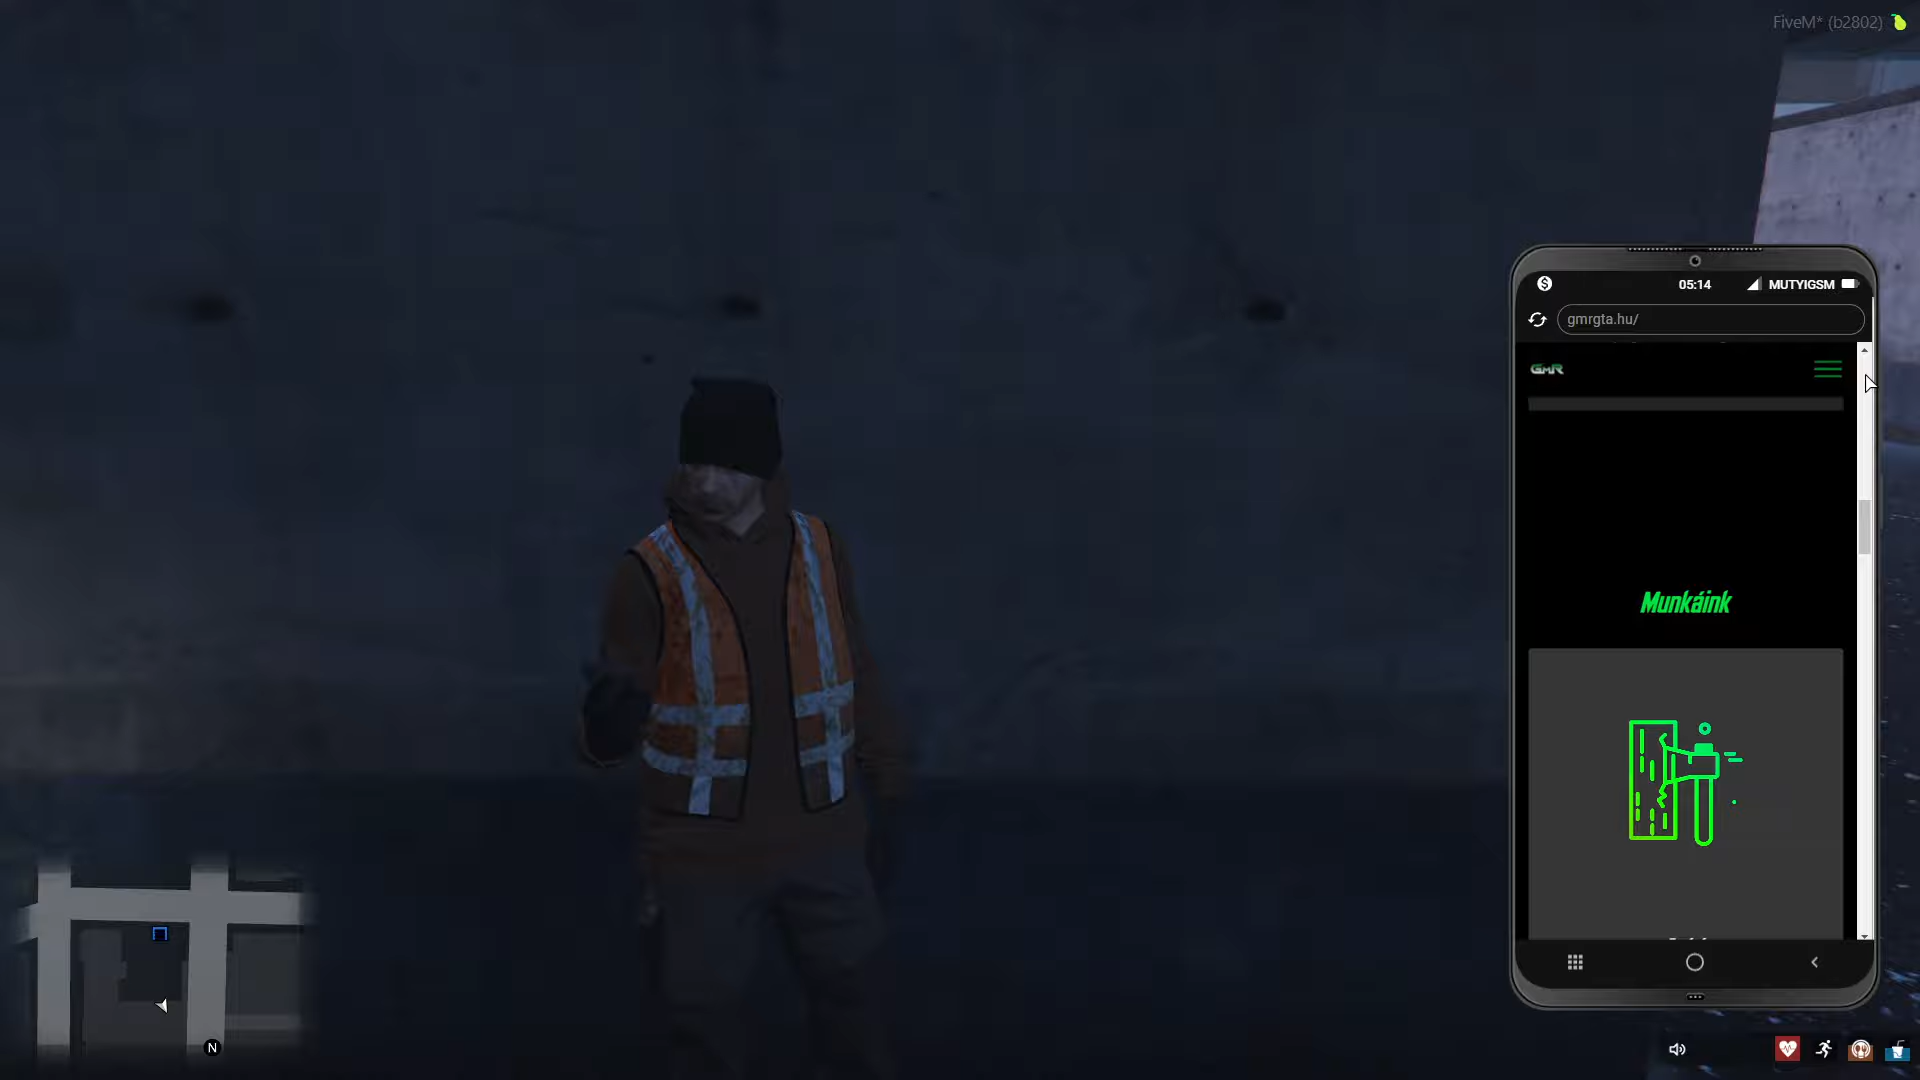 FiveM* (b2802)
05:14
MUTYIGSM
gmrgta.hu/
GMR
Munkáink
N